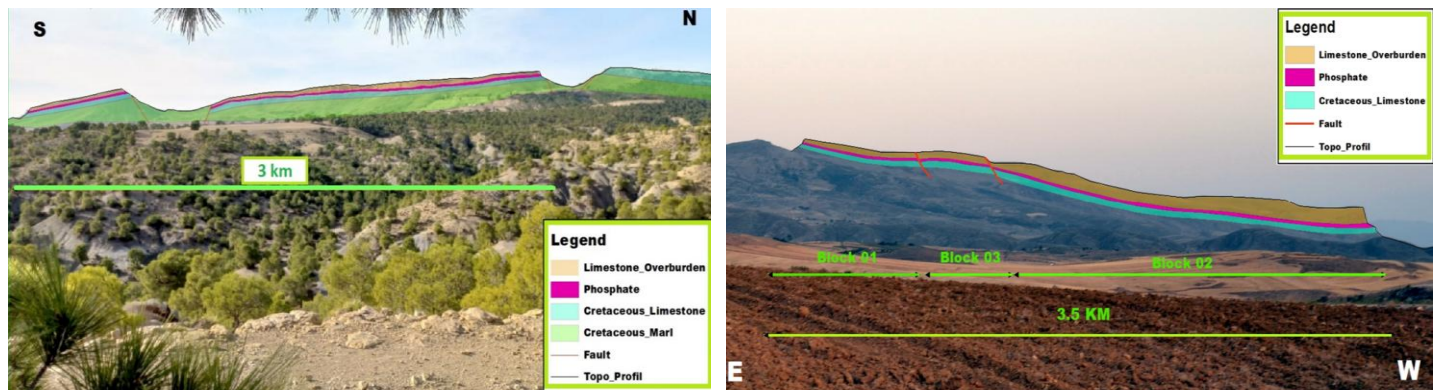 S
N
3 km
Legend
Limestone_Overburden
Phosphate
Cretaceous_Limestone
Cretaceous_Marl
Fault
Topo_Profil
Legend
Limestone_Overburden
Phosphate
Cretaceous_Limestone
Fault
Topo_Profil
Block 01
Block 03
Block 02
3.5 KM
E
W